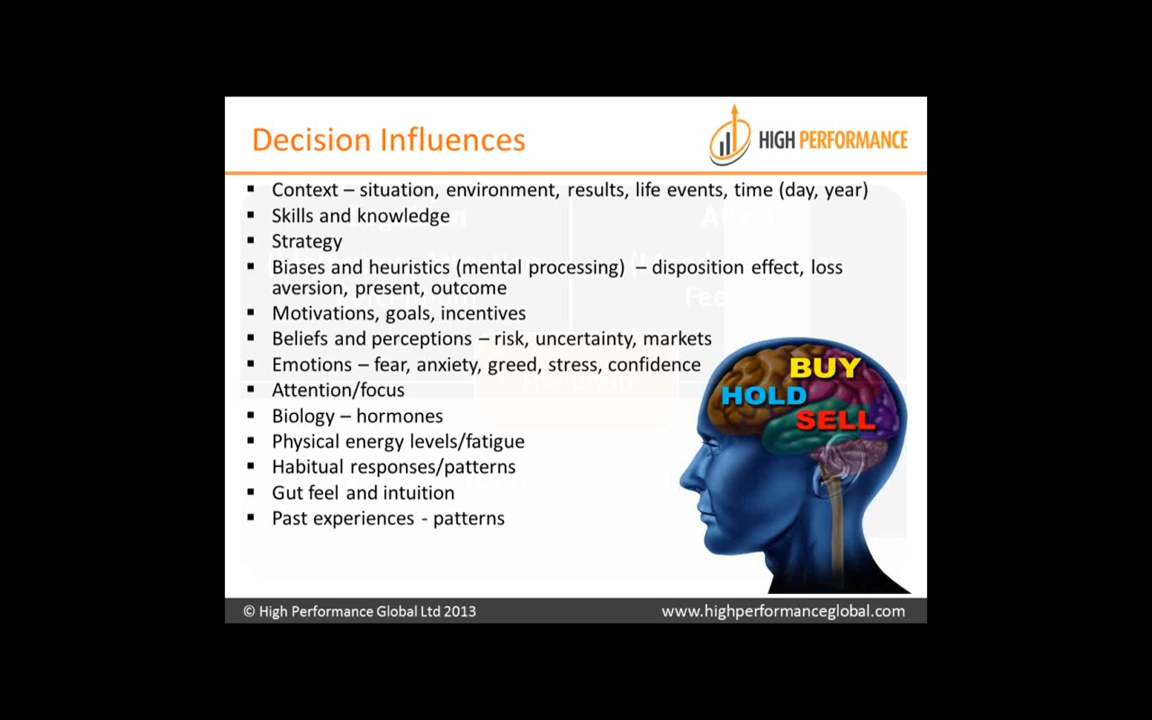 Decision Influences
HIGH PERFORMANCE
▪ Context – situation, environment, results, life events, time (day, year)
▪ Skills and knowledge
▪ Strategy
▪ Biases and heuristics (mental processing) – disposition effect, loss
aversion, present, outcome
▪ Motivations, goals, incentives
▪ Beliefs and perceptions – risk, uncertainty, markets
▪ Emotions – fear, anxiety, greed, stress, confidence
▪ Attention/focus
▪ Biology – hormones
▪ Physical energy levels/fatigue
▪ Habitual responses/patterns
▪ Gut feel and intuition
▪ Past experiences - patterns
BUY
HOLD
SELL
© High Performance Global Ltd 2013
www.highperformanceglobal.com